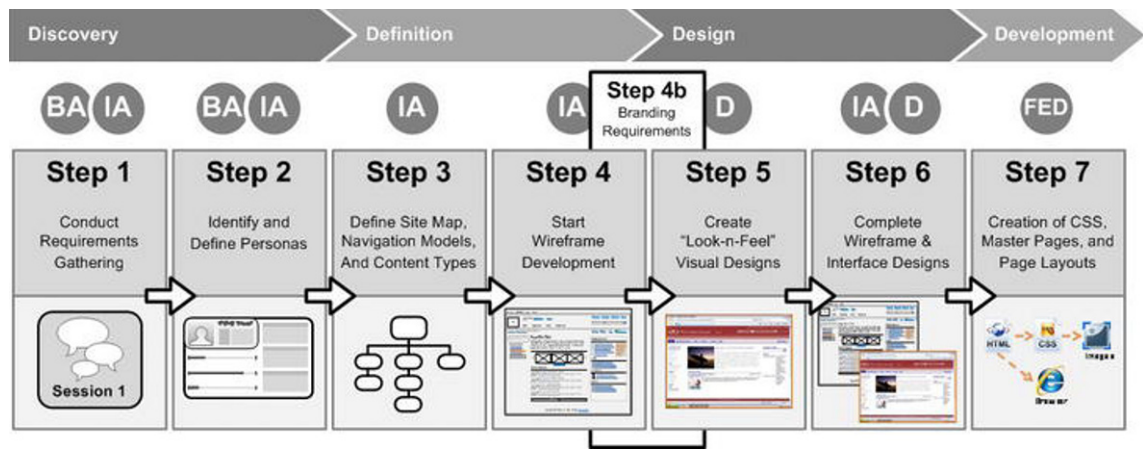 Discovery
Definition
Design
Development
BA IA
BA IA
IA
IA
Step 4b
Branding
Requirements
D
IA D
FED
Step 1
Conduct
Requirements
Gathering
Session 1
Step 2
Identify and
Define Personas
Step 3
Define Site Map,
Navigation Models,
And Content Types
Step 4
Start
Wireframe
Development
Step 5
Create
“Look-n-Feel”
Visual Designs
Step 6
Complete
Wireframe &
Interface Designs
Step 7
Creation of CSS,
Master Pages, and
Page Layouts
HTML
CSS
Images
Browser